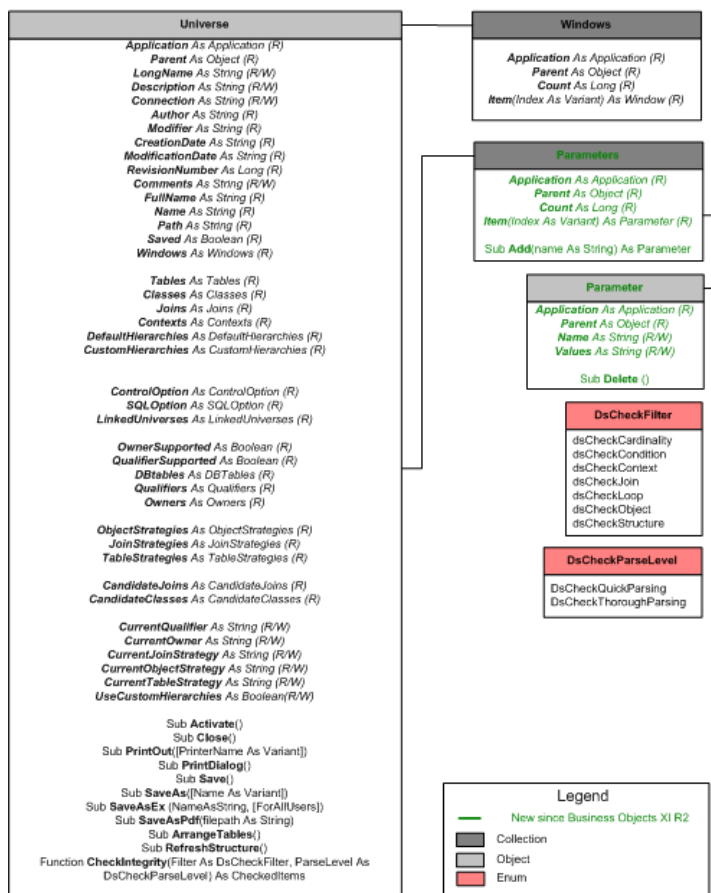 Universe
Application As Application (R)
Parent As Object (R)
LongName As String (R/W)
Description As String (R/W)
Connection As String (R/W)
Author As String (R)
Modifier As String (R)
CreationDate As String (R)
ModificationDate As String (R)
RevisionNumber As Long (R)
Comments As String (R/W)
FullName As String (R)
Name As String (R)
Path As String (R)
Saved As Boolean (R)
Windows As Windows (R)
Tables As Tables (R)
Classes As Classes (R)
Joins As Joins (R)
Contexts As Contexts (R)
DefaultHierarchies As DefaultHierarchies (R)
CustomHierarchies As CustomHierarchies (R)
ControlOption As ControlOption (R)
SQLOption As SQLOption (R)
LinkedUniverses As LinkedUniverses (R)
OwnerSupported As Boolean (R)
QualifierSupported As Boolean (R)
DBtables As DBTables (R)
Qualifiers As Qualifiers (R)
Owners As Owners (R)
ObjectStrategies As ObjectStrategies (R)
JoinStrategies As JoinStrategies (R)
TableStrategies As TableStrategies (R)
CandidateJoins As CandidateJoins (R)
CandidateClasses As CandidateClasses (R)
CurrentQualifier As String (R/W)
CurrentOwner As String (R/W)
CurrentJoinStrategy As String (R/W)
CurrentObjectStrategy As String (R/W)
CurrentTableStrategy As String (R/W)
UseCustomHierarchies As Boolean(R/W)
Sub Activate()
Sub Close()
Sub PrintOut([PrinterName As Variant])
Sub PrintDialog()
Sub Save()
Sub SaveAs([Name As Variant])
Sub SaveAsEx (NameAsString, [ForAllUsers])
Sub SaveAsPdf(filepath As String)
Sub ArrangeTables()
Sub RefreshStructure()
Function CheckIntegrity(Filter As DsCheckFilter, ParseLevel As
DsCheckParseLevel) As CheckedItems
Windows
Application As Application (R)
Parent As Object (R)
Count As Long (R)
Item(Index As Variant) As Window (R)
Parameters
Application As Application (R)
Parent As Object (R)
Count As Long (R)
Item(Index As Variant) As Parameter (R)
Sub Add(name As String) As Parameter
Parameter
Application As Application (R)
Parent As Object (R)
Name As String (R/W)
Values As String (R/W)
Sub Delete ()
DsCheckFilter
dsCheckCardinality
dsCheckCondition
dsCheckContext
dsCheckJoin
dsCheckLoop
dsCheckObject
dsCheckStructure
DsCheckParseLevel
DsCheckQuickParsing
DsCheckThoroughParsing
Legend
New since Business Objects XI R2
Collection
Object
Enum